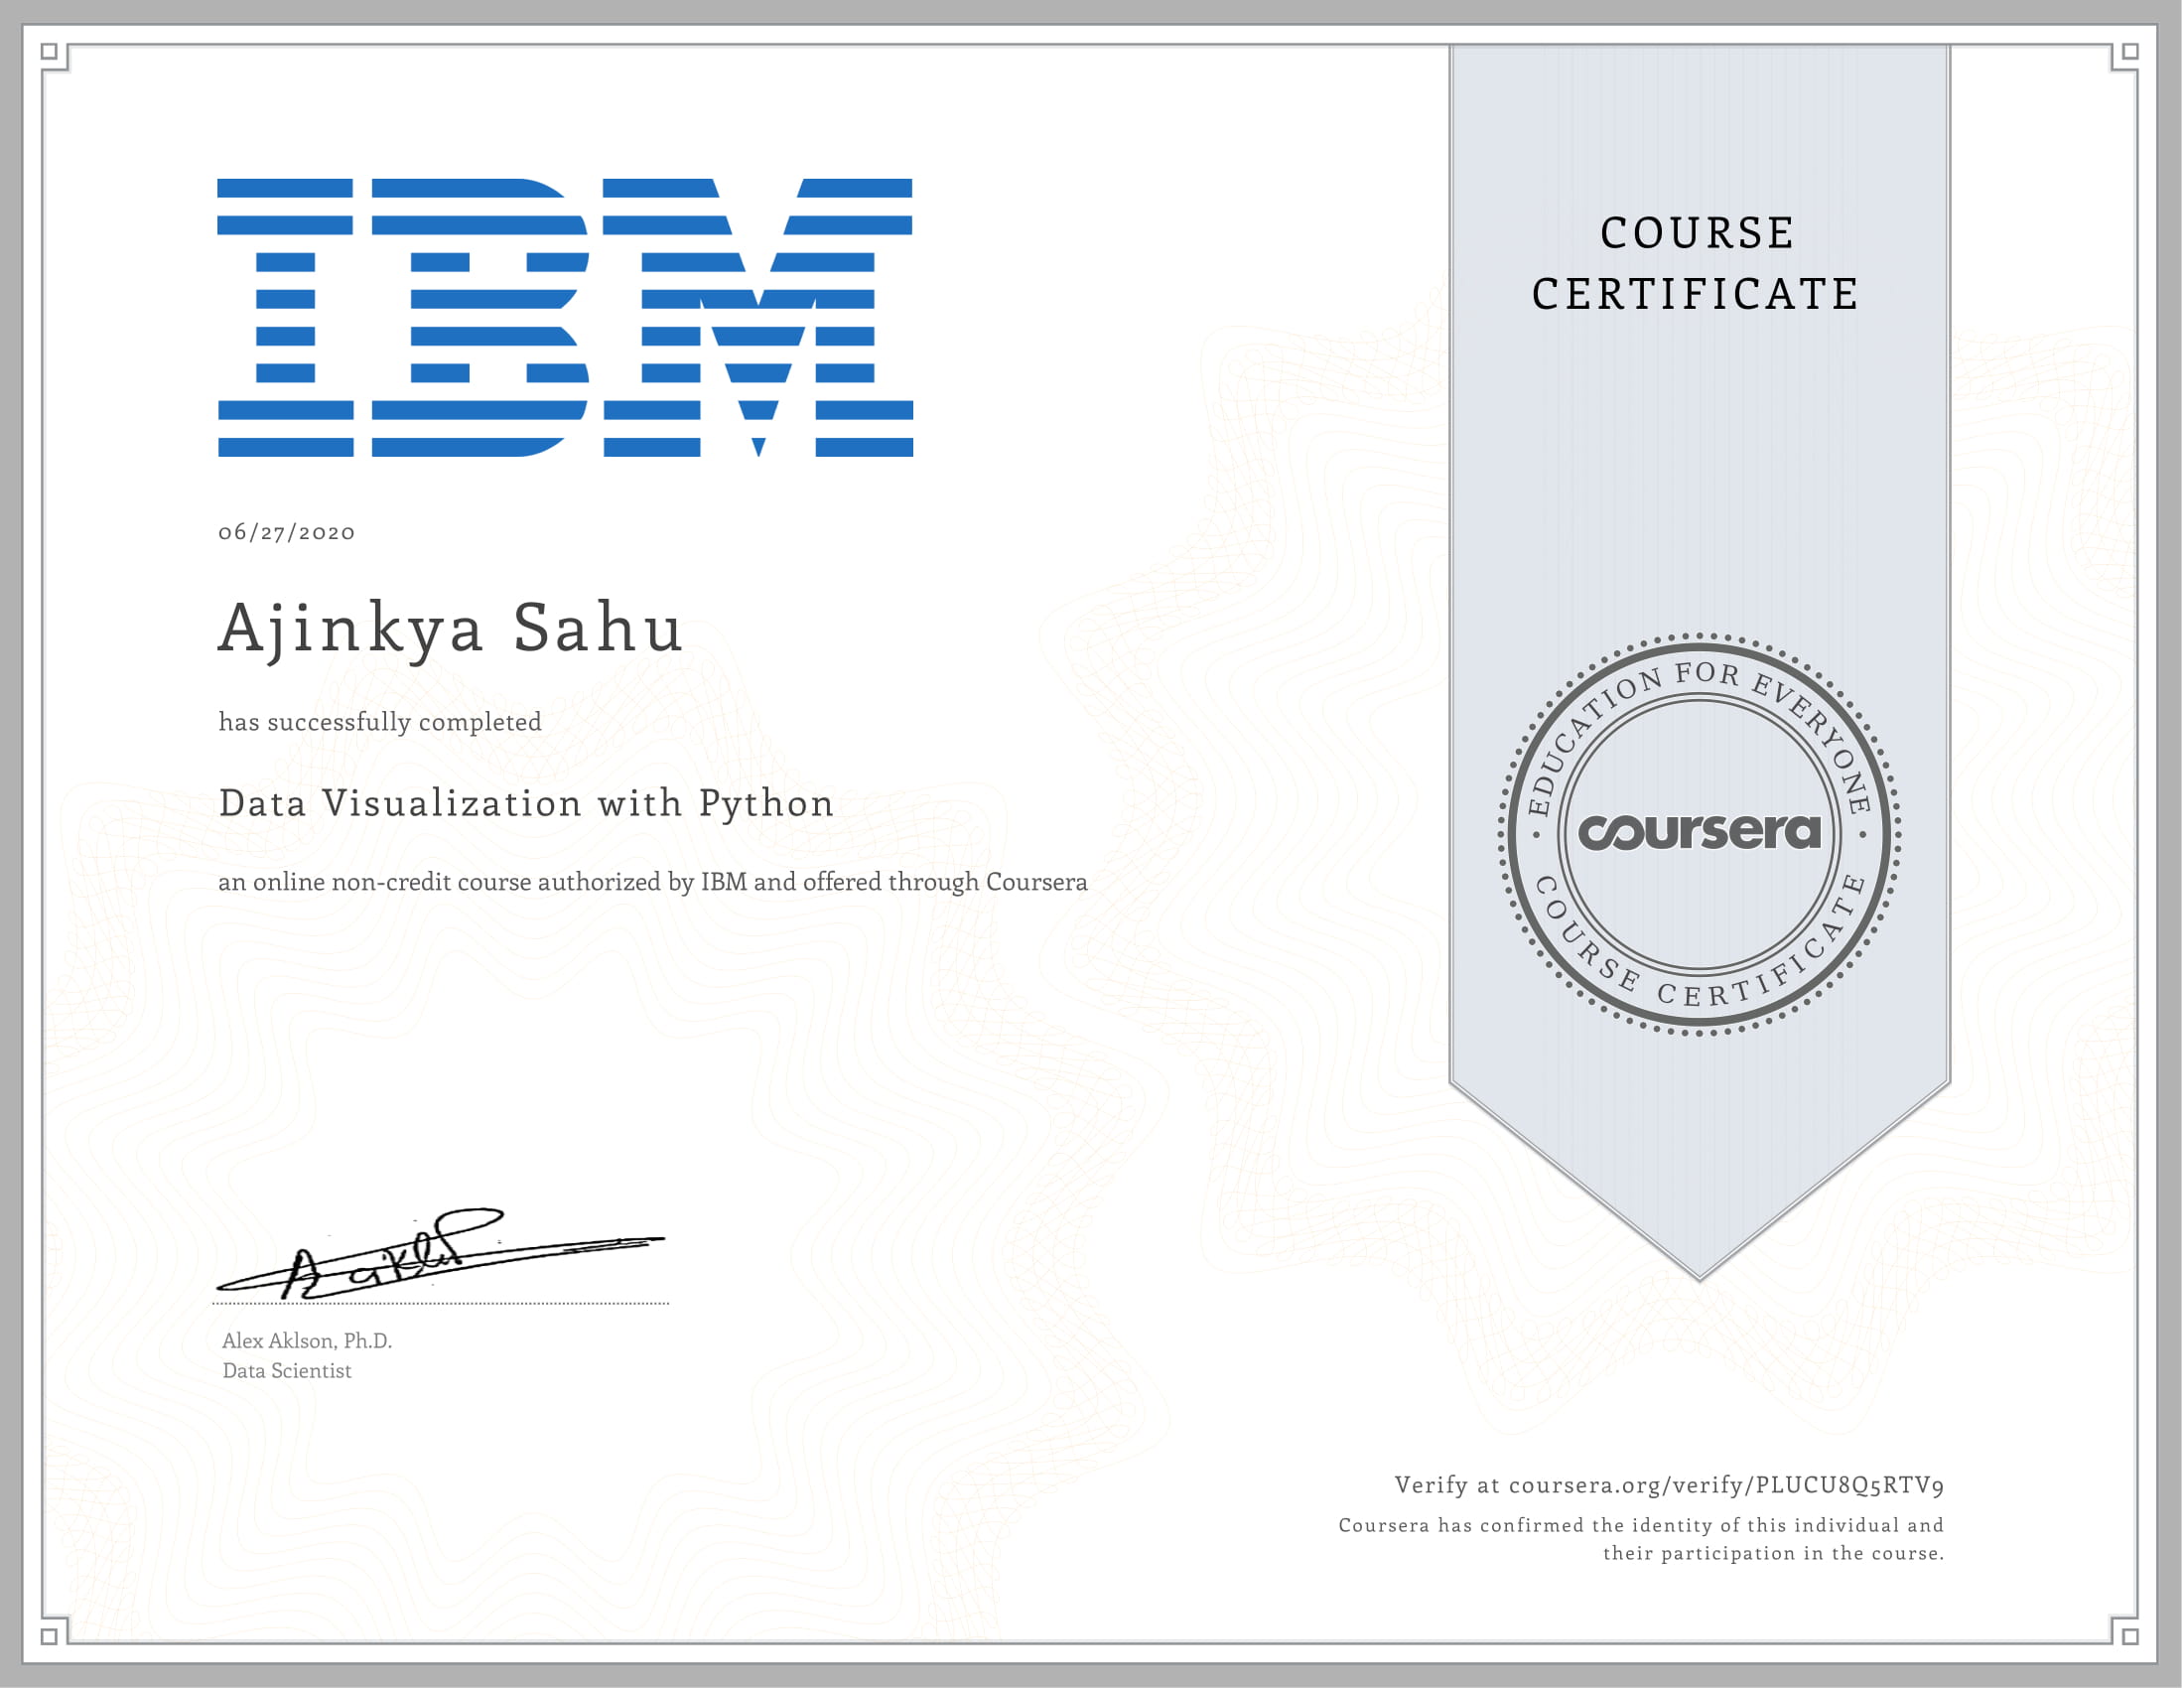 IBM
06/27/2020
Ajinkya Sahu
has successfully completed
Data Visualization with Python
an online non-credit course authorized by IBM and offered through Coursera
Alex Aklson, Ph.D.
Data Scientist
COURSE
CERTIFICATE
EDUCATION FOR EVERYONE
coursera
COURSE CERTIFICATE
Verify at coursera.org/verify/PLUCU8Q5RTV9
Coursera has confirmed the identity of this individual and
their participation in the course.